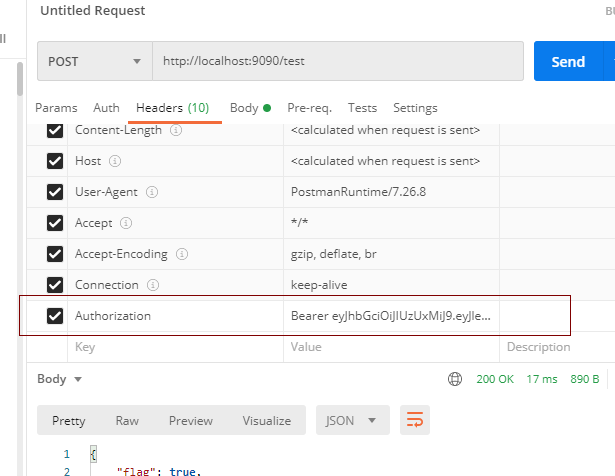 Untitled Request
BU
ll
POST http://localhost:9090/test Send
Params Auth Headers (10) Body Pre-req. Tests Settings
Content-Length <calculated when request is sent>
Host <calculated when request is sent>
User-Agent PostmanRuntime/7.26.8
Accept */*
Accept-Encoding gzip, deflate, br
Connection keep-alive
Authorization Bearer eyJhbGciOiJIUzUxMiJ9.eyJle...
Key Value Description
Body 200 OK 17 ms 890 B
Pretty Raw Preview Visualize JSON
1 {
2 "flag": true,